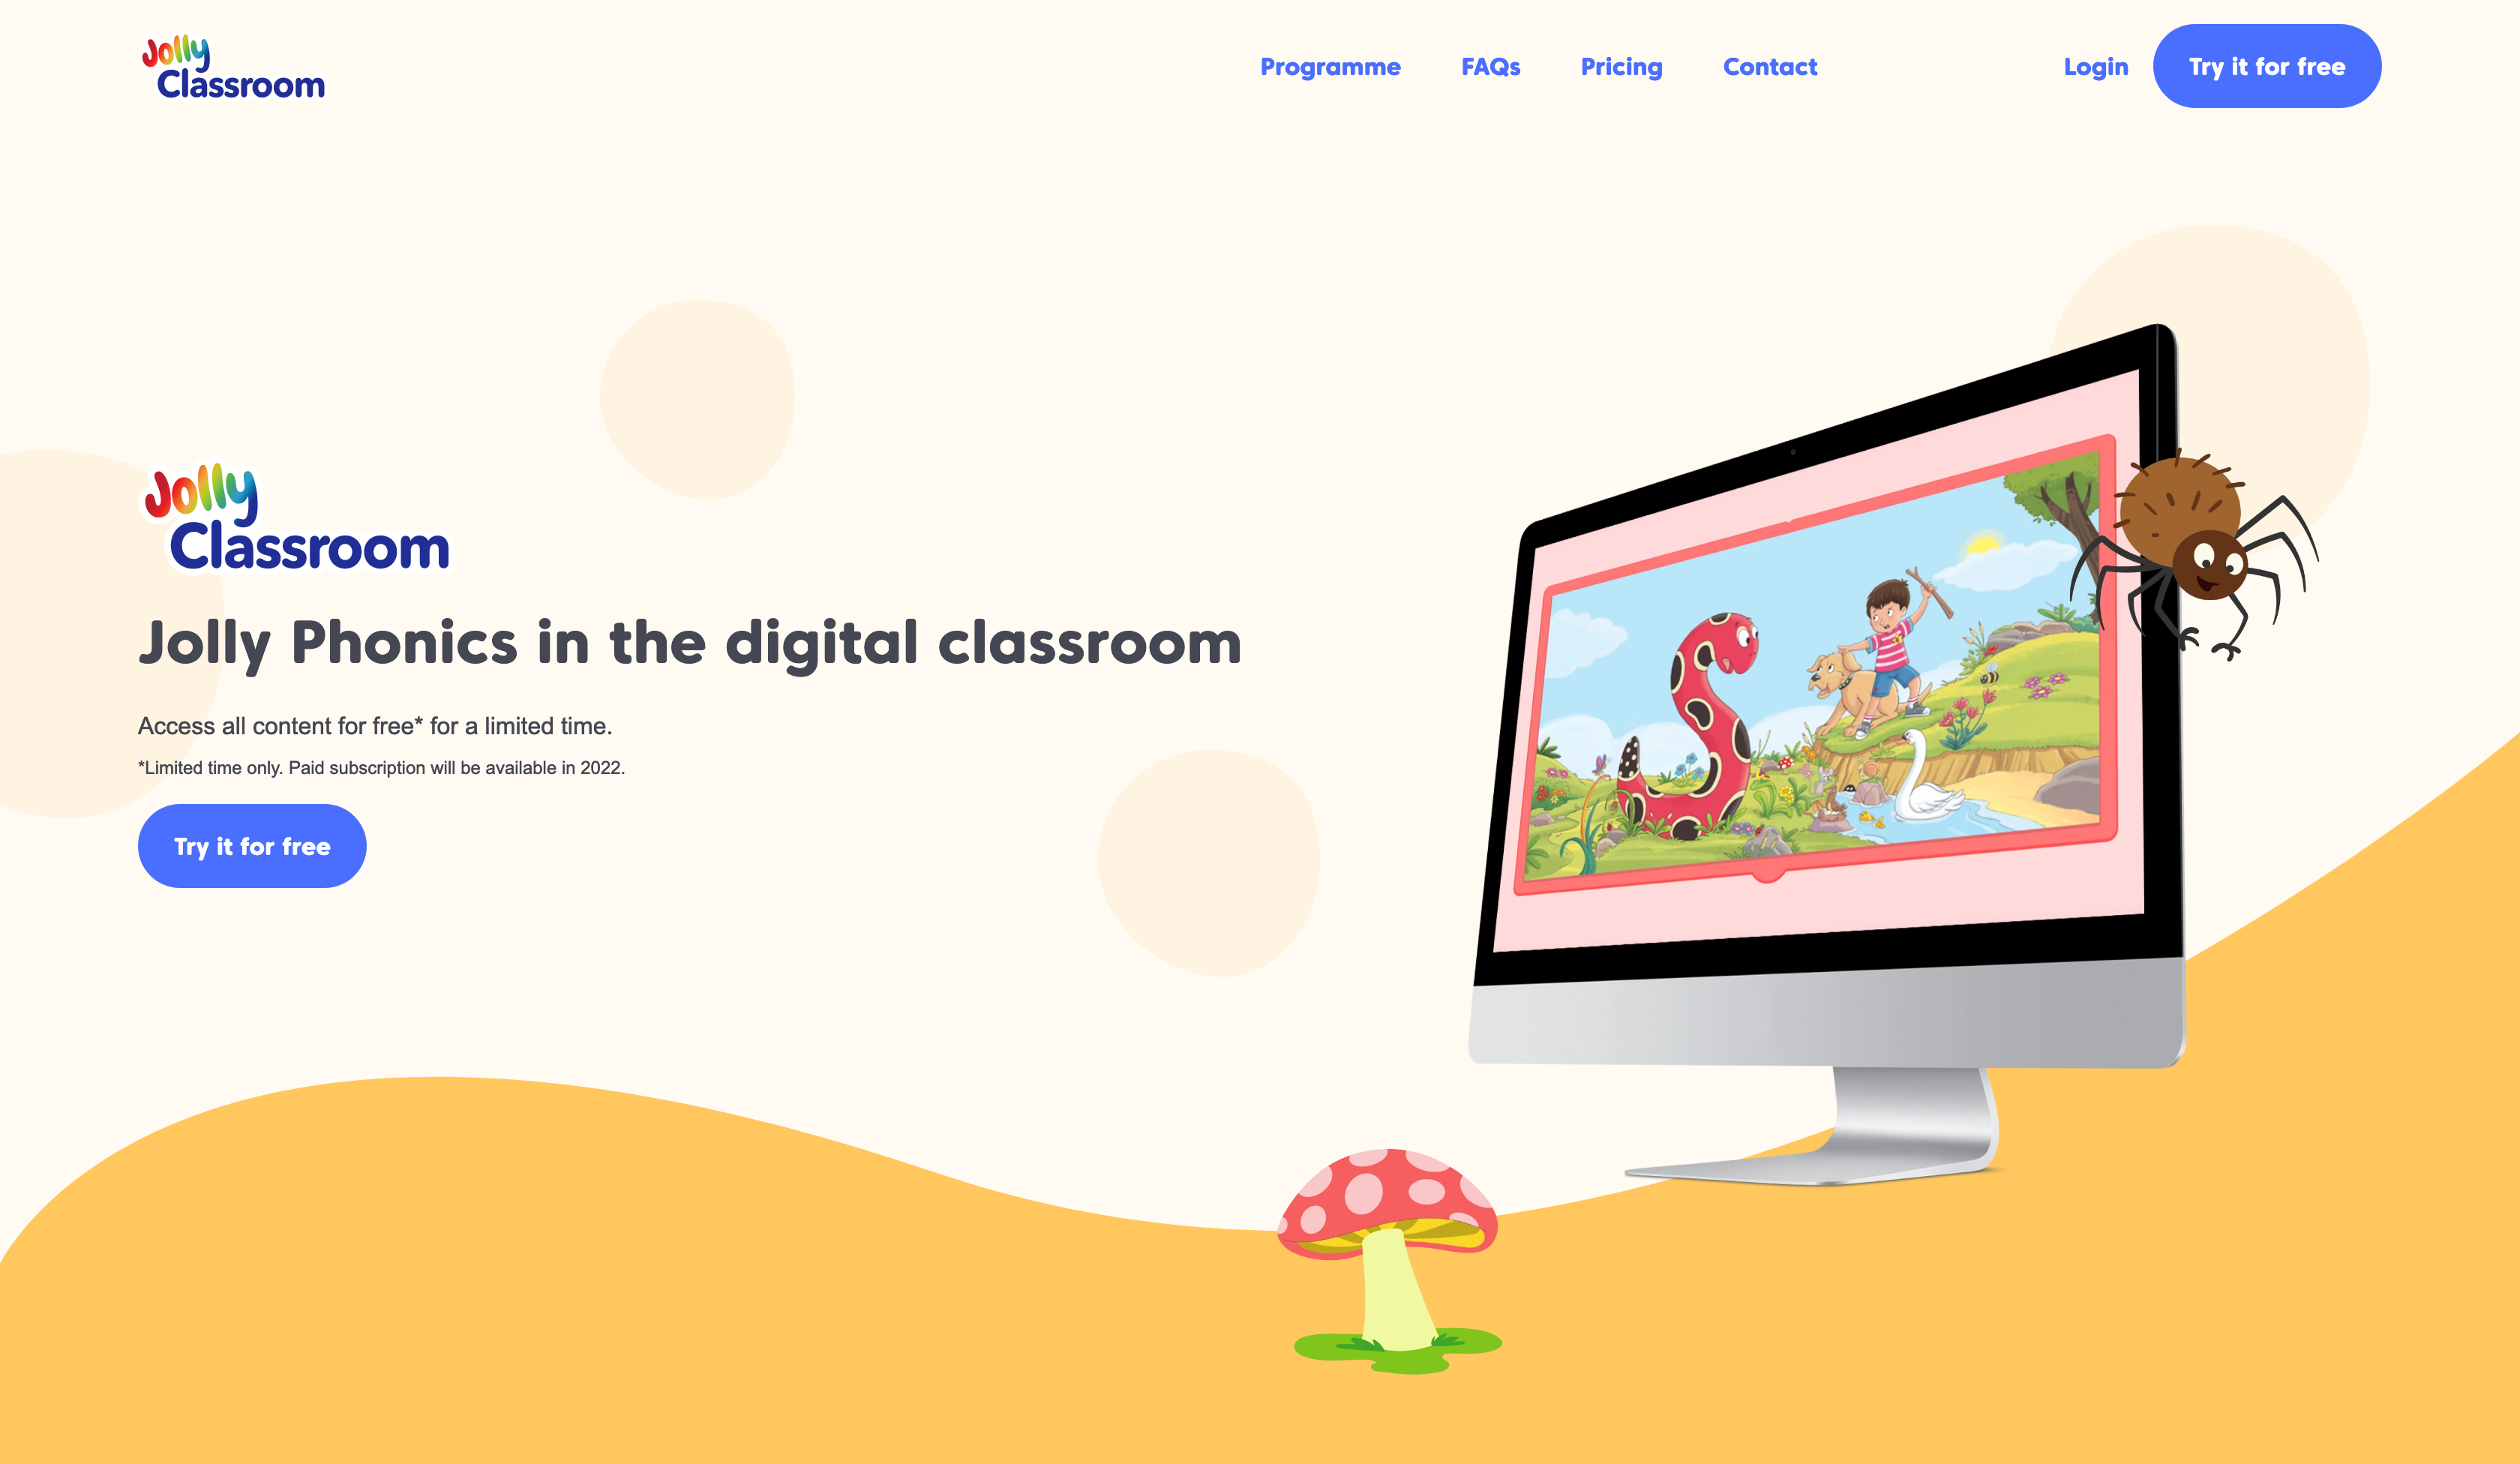 Jolly
Classroom
Programme
FAQs
Pricing
Contact
Login
Try it for free
Jolly
Classroom
Jolly Phonics in the digital classroom
Access all content for free* for a limited time.
*Limited time only. Paid subscription will be available in 2022.
Try it for free